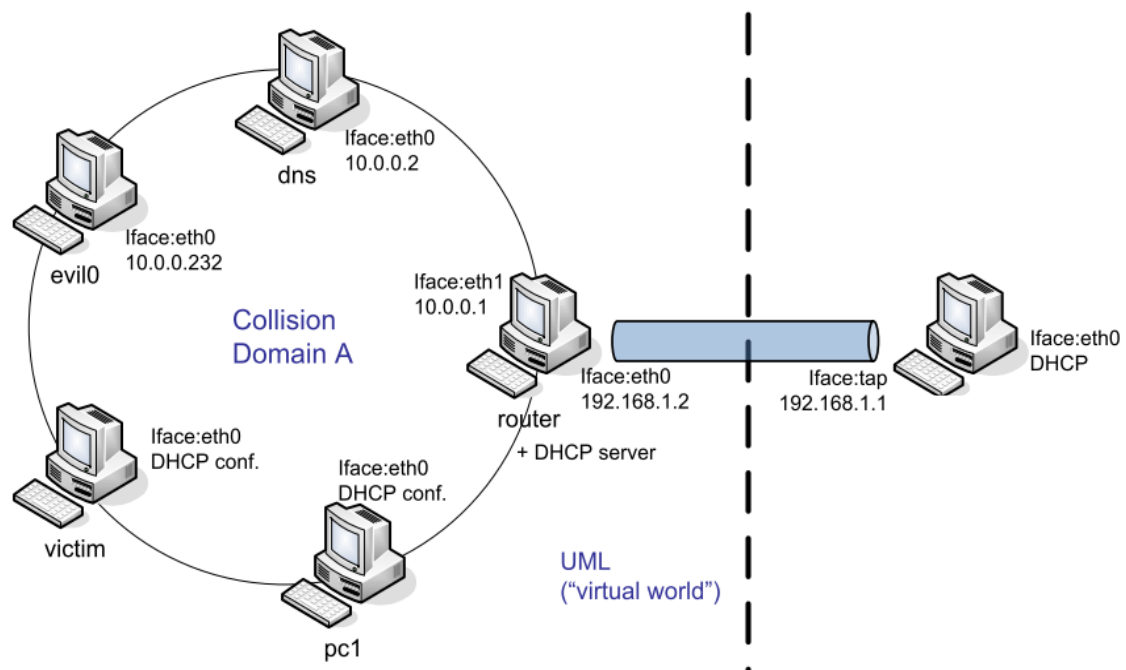 Iface:eth0
10.0.0.2
dns
Iface:eth0
10.0.0.232
evil0
Iface:eth1
10.0.0.1
Collision
Domain A
Iface:eth0
192.168.1.2
router
+ DHCP server
Iface:tap
192.168.1.1
Iface:eth0
DHCP
Iface:eth0
DHCP conf.
victim
Iface:eth0
DHCP conf.
pc1
UML
(“virtual world”)